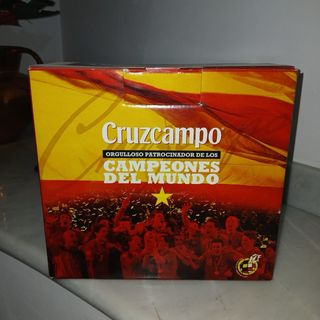 Cruzcampo
ORGULLOSO PATROCINADOR DE LOS
CAMPEONES
DEL MUNDO